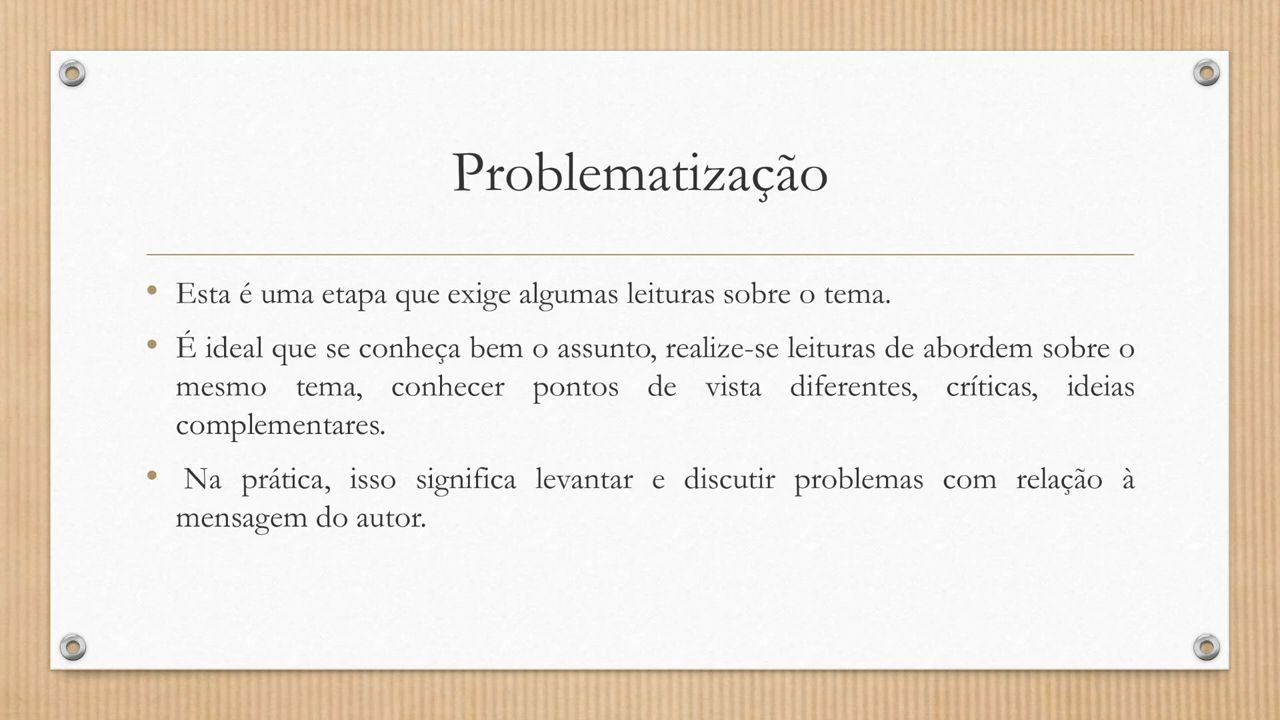 Problematização
• Esta é uma etapa que exige algumas leituras sobre o tema.
• É ideal que se conheça bem o assunto, realize-se leituras de abordem sobre o
mesmo tema, conhecer pontos de vista diferentes, críticas, ideias
complementares.
• Na prática, isso significa levantar e discutir problemas com relação à
mensagem do autor.